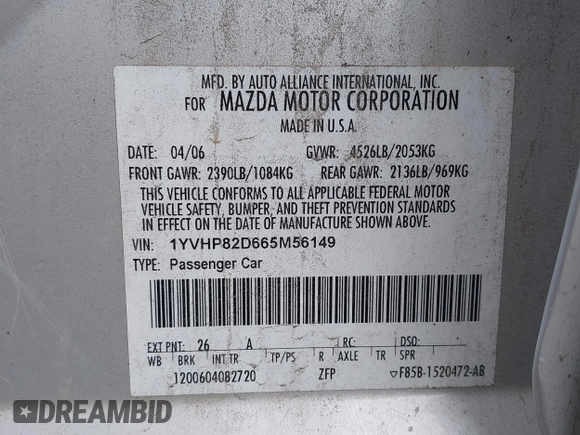 MFD. BY AUTO ALLIANCE INTERNATIONAL, INC.
FOR MAZDA MOTOR CORPORATION
MADE IN U.S.A.
DATE: 04/06 GVWR: 4526LB/2053KG
FRONT GAWR: 2390LB/1084KG REAR GAWR: 2136LB/969KG
THIS VEHICLE CONFORMS TO ALL APPLICABLE FEDERAL MOTOR
VEHICLE SAFETY, BUMPER, AND THEFT PREVENTION STANDARDS
IN EFFECT ON THE DATE OF MANUFACTURE SHOWN ABOVE.
VIN: 1YVHP82D665M56149
TYPE: Passenger Car
EXT PNT: 26 A RC: DSO:
WB BRK INT TR TP/PS R AXLE TR SPR
1200604082720 ZFP ▽F85B-1520472-AB
DREAMBID